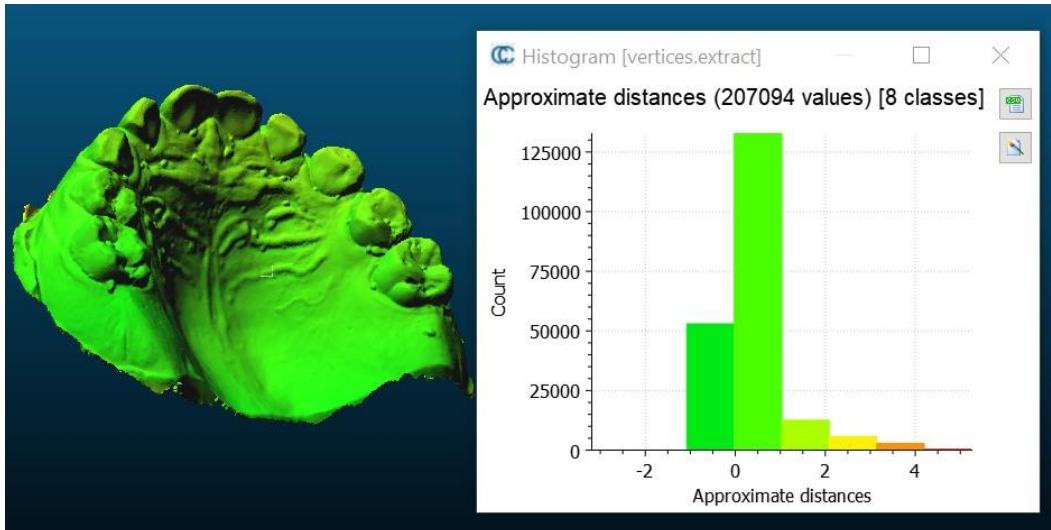 Histogram [vertices.extract]
Approximate distances (207094 values) [8 classes]
125000
100000
75000
50000
25000
0
Count
-2 0 2 4
Approximate distances